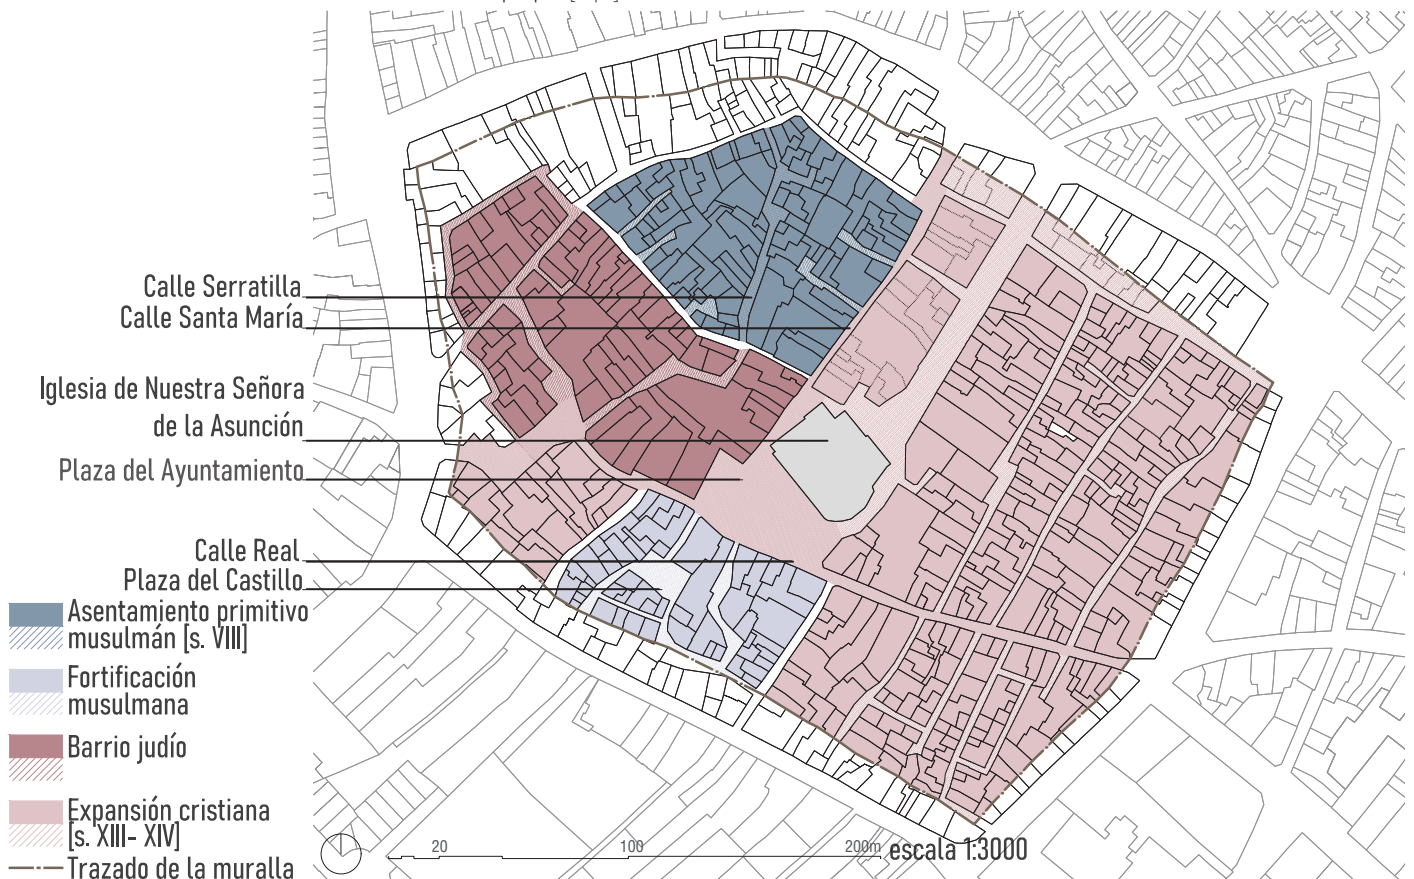 Calle Serratilla
Calle Santa María
Iglesia de Nuestra Señora
de la Asunción
Plaza del Ayuntamiento
Calle Real
Plaza del Castillo
Asentamiento primitivo
musulmán [s. VIII]
Fortificación
musulmana
Barrio judío
Expansión cristiana
[s. XIII- XIV]
Trazado de la muralla
20 100 200m escala 1:3000